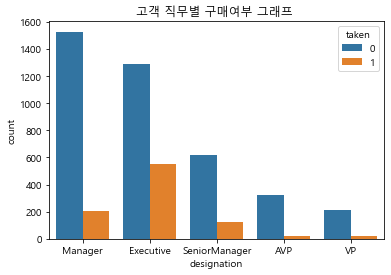 고객 직무별 구매여부 그래프
1600
1400
1200
1000
800
600
400
200
0
count
taken
0
1
Manager Executive SeniorManager AVP VP
designation